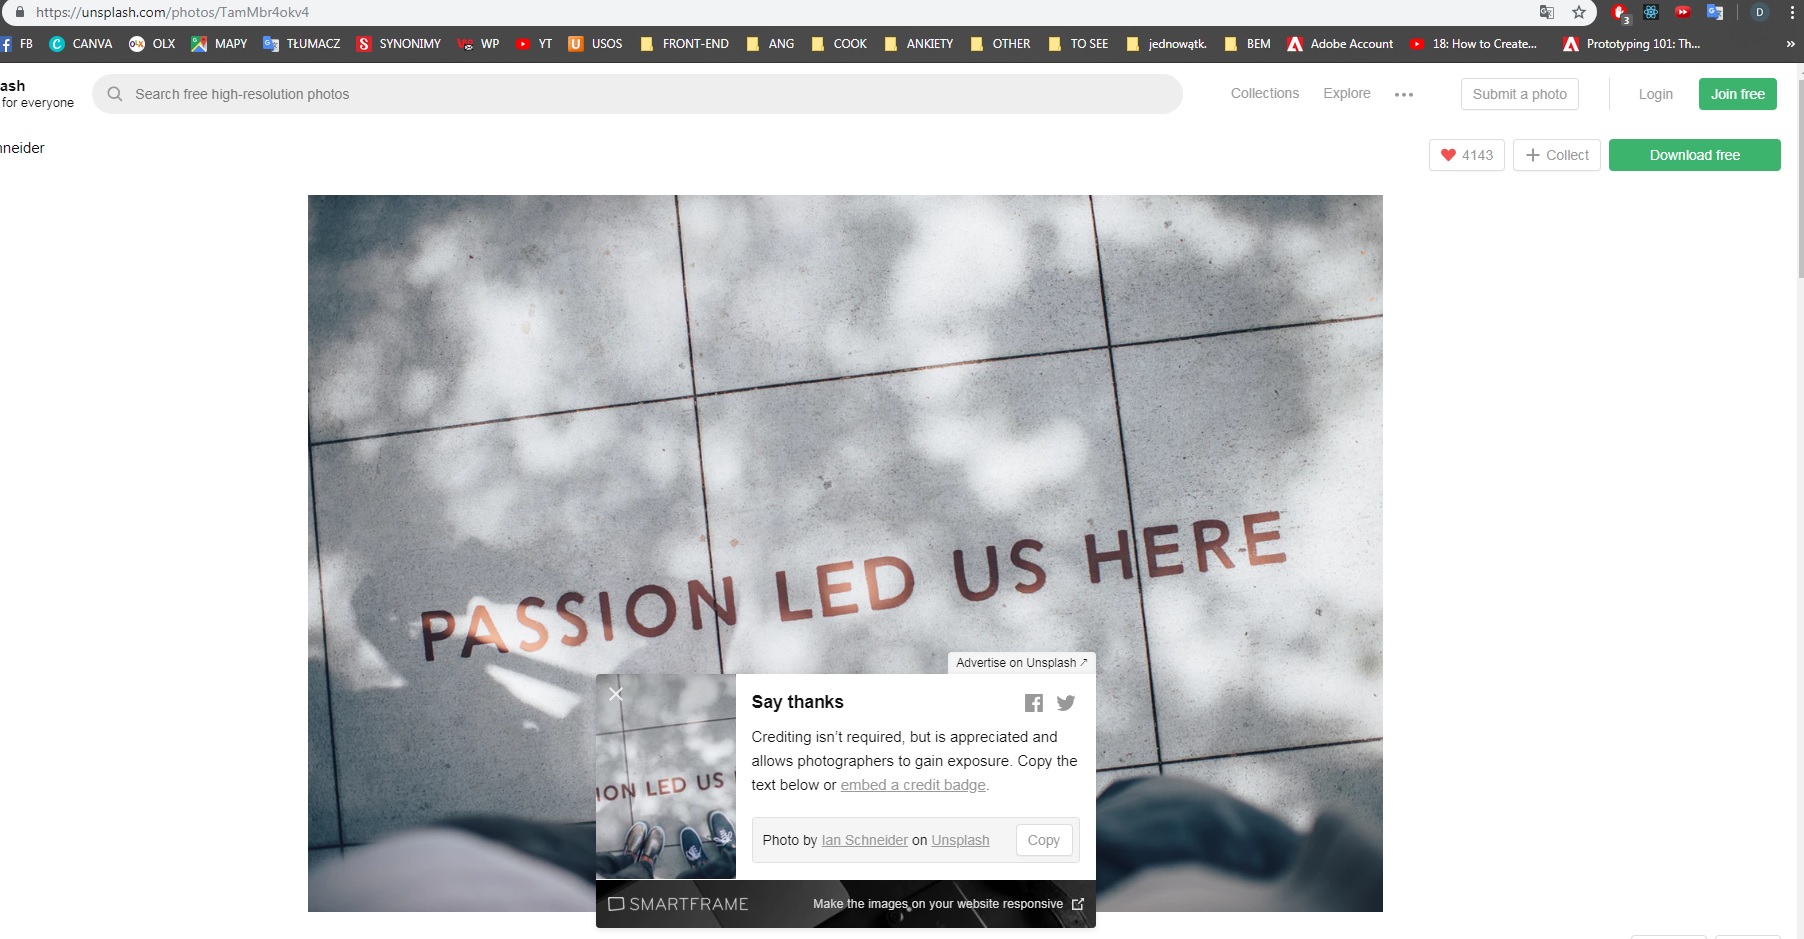 https://unsplash.com/photos/TamMbr4okv4
3
D
FB
CANVA
OLX
MAPY
TŁUMACZ
SYNONIMY
WP
YT
USOS
FRONT-END
ANG
COOK
ANKIETY
OTHER
TO SEE
jednowątk.
BEM
Adobe Account
18: How to Create...
Prototyping 101: Th...
»
ash
for everyone
Search free high-resolution photos
Collections
Explore
Submit a photo
Login
Join free
nneider
4143
Collect
Download free
PASSION LED US HERE
Advertise on Unsplash ↗
Say thanks
Crediting isn’t required, but is appreciated and
allows photographers to gain exposure. Copy the
text below or embed a credit badge.
ION LED US
Photo by Ian Schneider on Unsplash
Copy
SMARTFRAME
Make the images on your website responsive